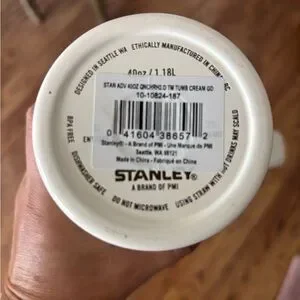 DESIGNED IN SEATTLE WA
ETHICALLY MANUFACTURED IN CHINA
40oz / 1.18L
STAN ADV 40OZ QNCHRH2.O TM TUMB CREAM GD
10-10824-187
0 41604 38657 2
Stanley® - A Brand of PMI - Une Marque de PMI
Seattle, WA 98121
Made in China - Fabriqué en China
STANLEY®
A BRAND OF PMI
BPA FREE
DISHWASHER SAFE
DO NOT MICROWAVE
USING STRAW WITH HOT DRINKS MAY SCALD